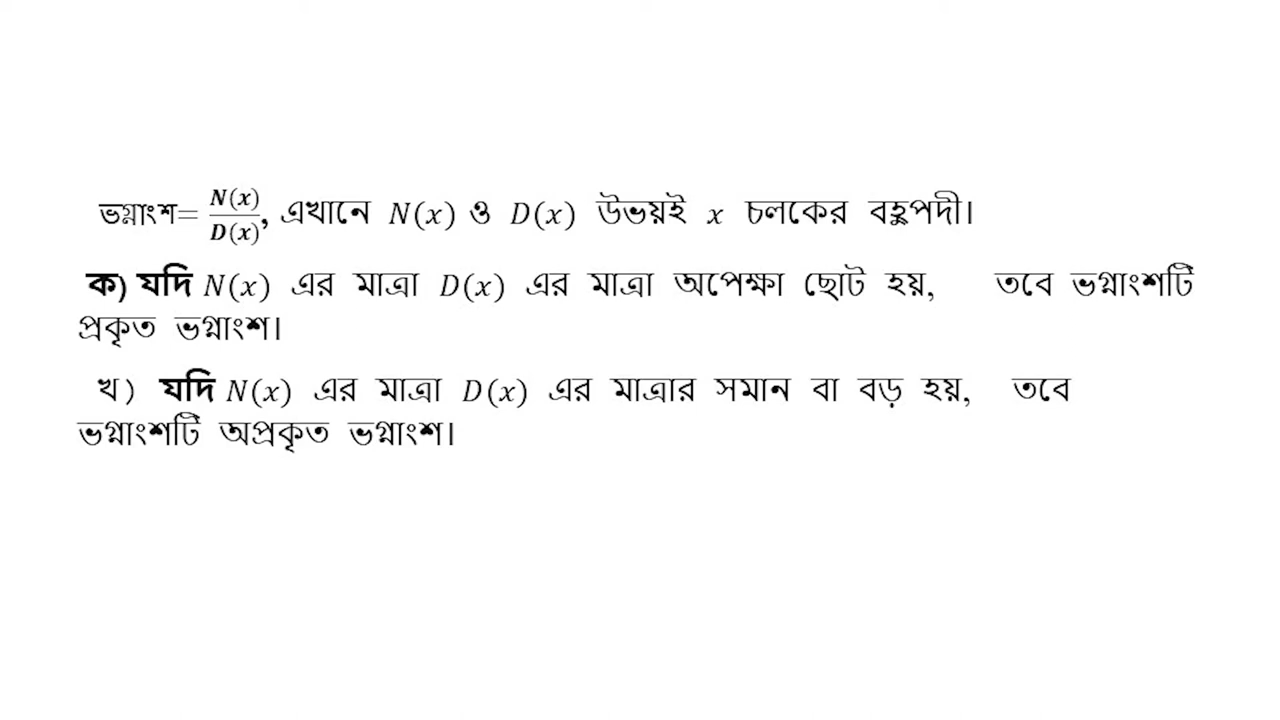 ভগ্নাংশ= N(x)/D(x), এখানে N(x) ও D(x) উভয়ই x চলকের বহুপদী।
ক) যদি N(x) এর মাত্রা D(x) এর মাত্রা অপেক্ষা ছোট হয়, তবে ভগ্নাংশটি
প্রকৃত ভগ্নাংশ।
খ) যদি N(x) এর মাত্রা D(x) এর মাত্রার সমান বা বড় হয়, তবে
ভগ্নাংশটি অপ্রকৃত ভগ্নাংশ।